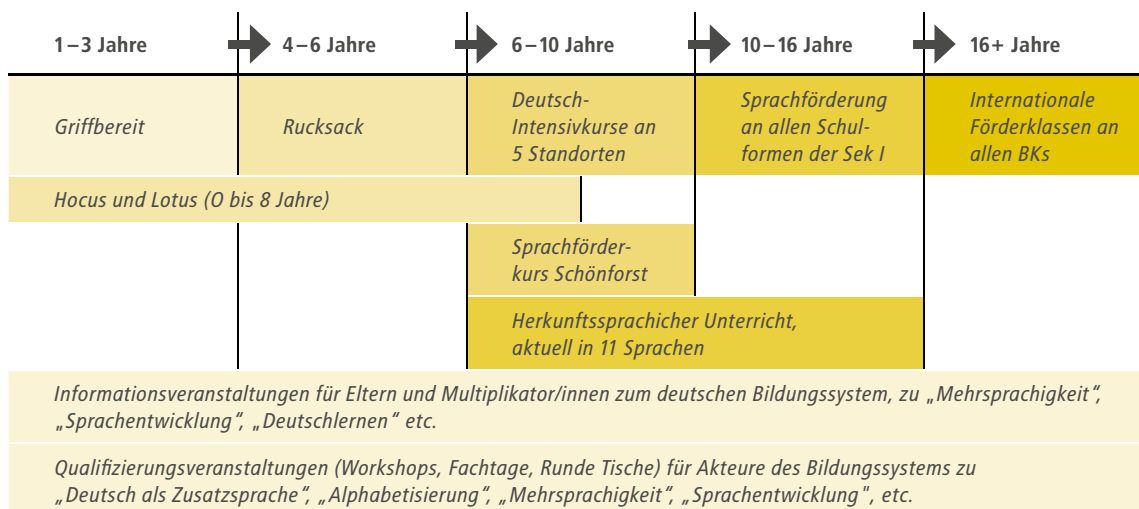 1–3 Jahre
4–6 Jahre
6–10 Jahre
10–16 Jahre
16+ Jahre
Griffbereit
Rucksack
Deutsch-
Intensivkurse an
5 Standorten
Sprachförderung
an allen Schul-
formen der Sek I
Internationale
Förderklassen an
allen BKs
Hocus und Lotus (0 bis 8 Jahre)
Sprachförder-
kurs Schönforst
Herkunftssprachicher Unterricht,
aktuell in 11 Sprachen
Informationsveranstaltungen für Eltern und Multiplikator/innen zum deutschen Bildungssystem, zu „Mehrsprachigkeit“,
„Sprachentwicklung“, „Deutschlernen“ etc.
Qualifizierungsveranstaltungen (Workshops, Fachtage, Runde Tische) für Akteure des Bildungssystems zu
„Deutsch als Zusatzsprache“, „Alphabetisierung“, „Mehrsprachigkeit“, „Sprachentwicklung", etc.